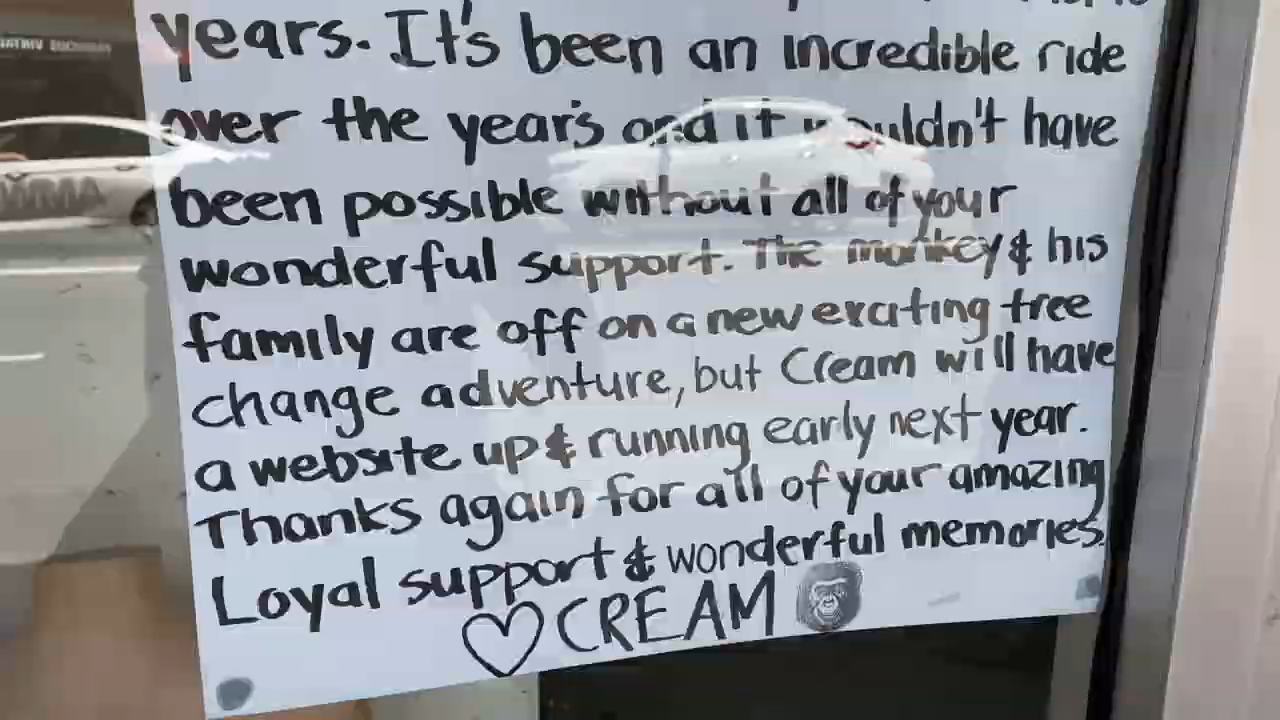 years. It's been an incredible ride
over the year's and it wouldn't have
been possible without all of your
wonderful support. The monkey & his
family are off on a new exciting tree
change adventure, but Cream will have
a website up & running early next year.
Thanks again for all of your amazing
Loyal support & wonderful memories.
♡ CREAM